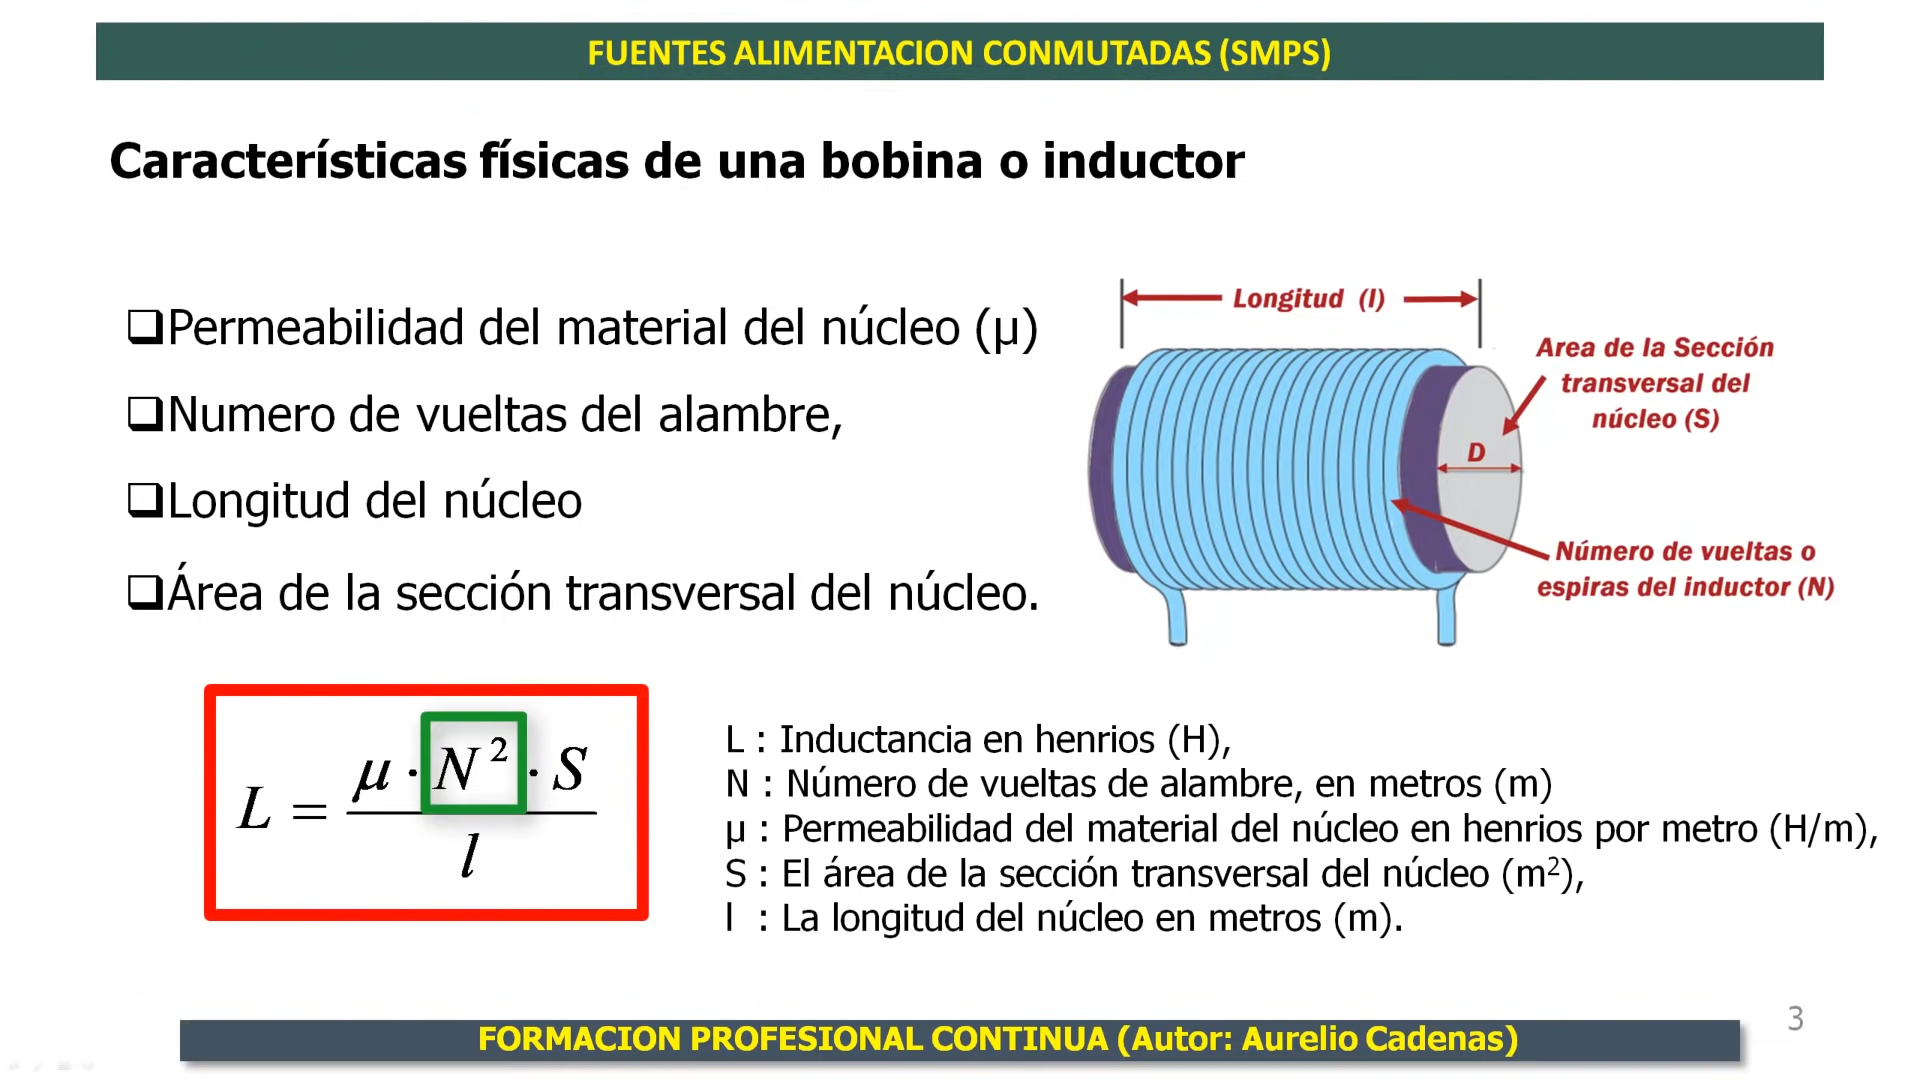 FUENTES ALIMENTACION CONMUTADAS (SMPS)
Características físicas de una bobina o inductor
❑Permeabilidad del material del núcleo (μ)
❑Numero de vueltas del alambre,
❑Longitud del núcleo
❑Área de la sección transversal del núcleo.
Longitud (l)
Area de la Sección
transversal del
núcleo (S)
D
Número de vueltas o
espiras del inductor (N)
L = μ · N² · S / l
L : Inductancia en henrios (H),
N : Número de vueltas de alambre, en metros (m)
μ : Permeabilidad del material del núcleo en henrios por metro (H/m),
S : El área de la sección transversal del núcleo (m²),
l : La longitud del núcleo en metros (m).
FORMACION PROFESIONAL CONTINUA (Autor: Aurelio Cadenas)
3